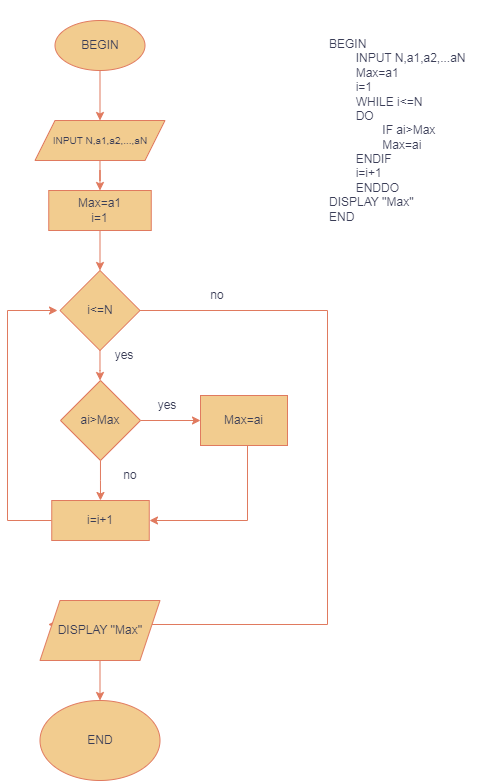 BEGIN
INPUT N,a1,a2,...,aN
Max=a1
i=1
i<=N
no
yes
ai>Max
yes
Max=ai
no
i=i+1
DISPLAY "Max"
END
BEGIN
INPUT N,a1,a2,...aN
Max=a1
i=1
WHILE i<=N
DO
IF ai>Max
Max=ai
ENDIF
i=i+1
ENDDO
DISPLAY "Max"
END